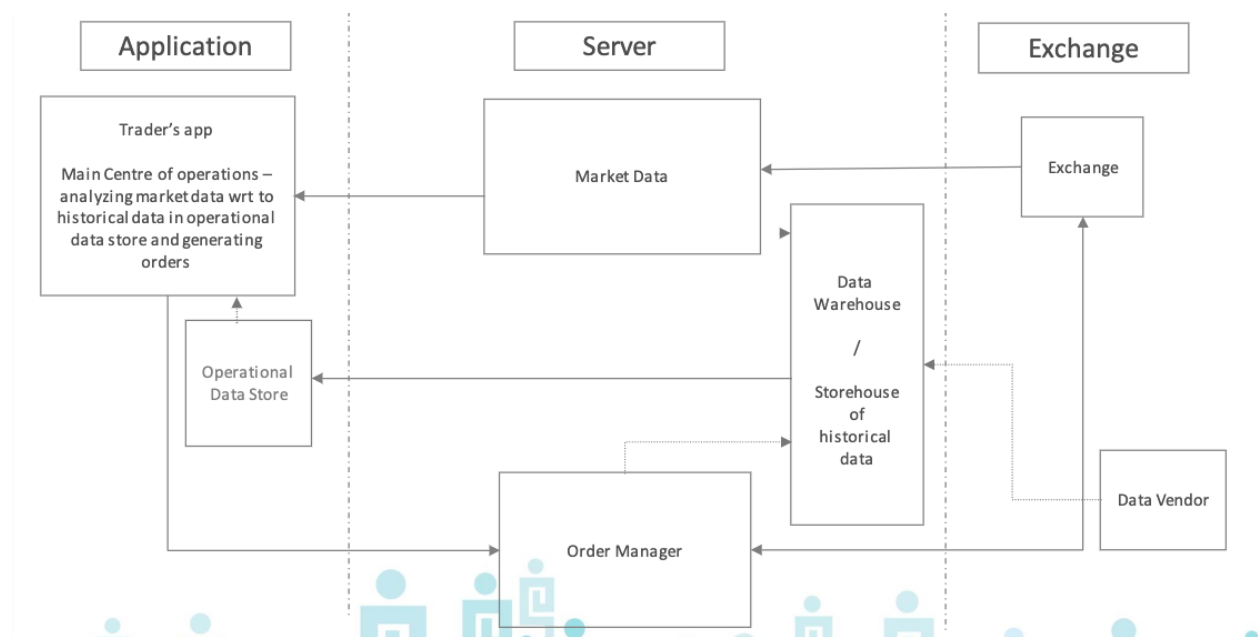 Application
Server
Exchange
Trader's app
Main Centre of operations –
analyzing market data wrt to
historical data in operational
data store and generating
orders
Market Data
Exchange
Data
Warehouse
/
Storehouse
of
historical
data
Operational
Data Store
Order Manager
Data Vendor